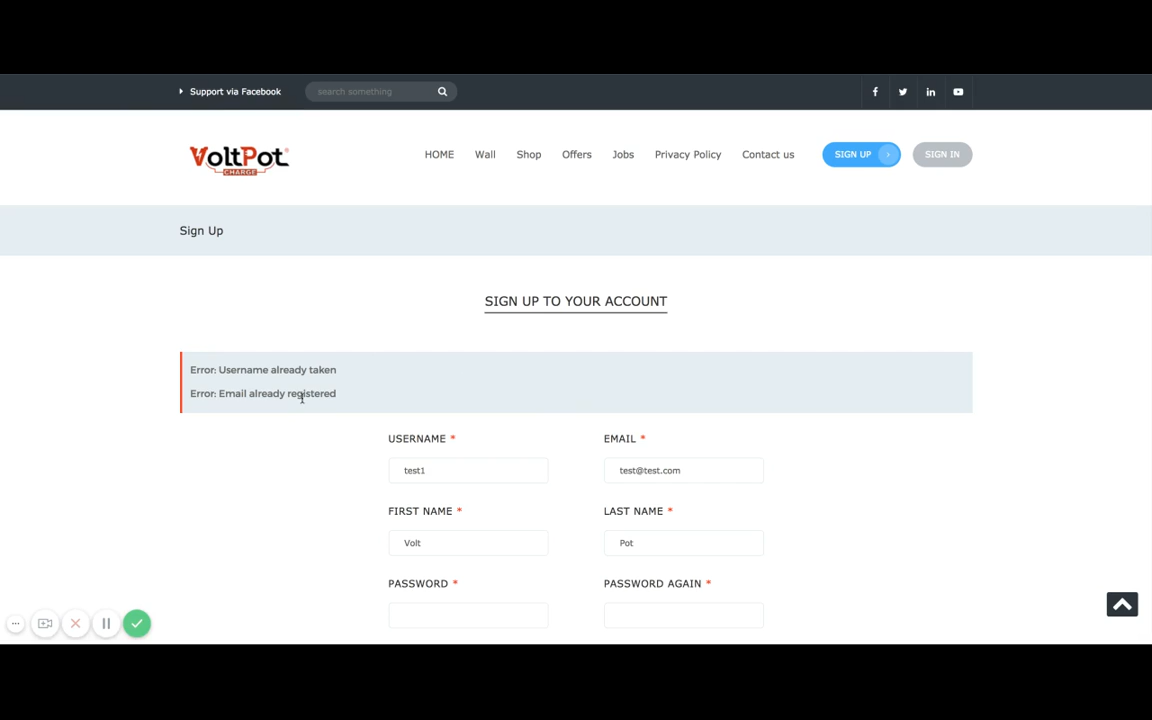 Support via Facebook
search something
VoltPot®
CHARGE
HOME
Wall
Shop
Offers
Jobs
Privacy Policy
Contact us
SIGN UP
SIGN IN
Sign Up
SIGN UP TO YOUR ACCOUNT
Error: Username already taken
Error: Email already registered
USERNAME *
EMAIL *
test1
test@test.com
FIRST NAME *
LAST NAME *
Volt
Pot
PASSWORD *
PASSWORD AGAIN *